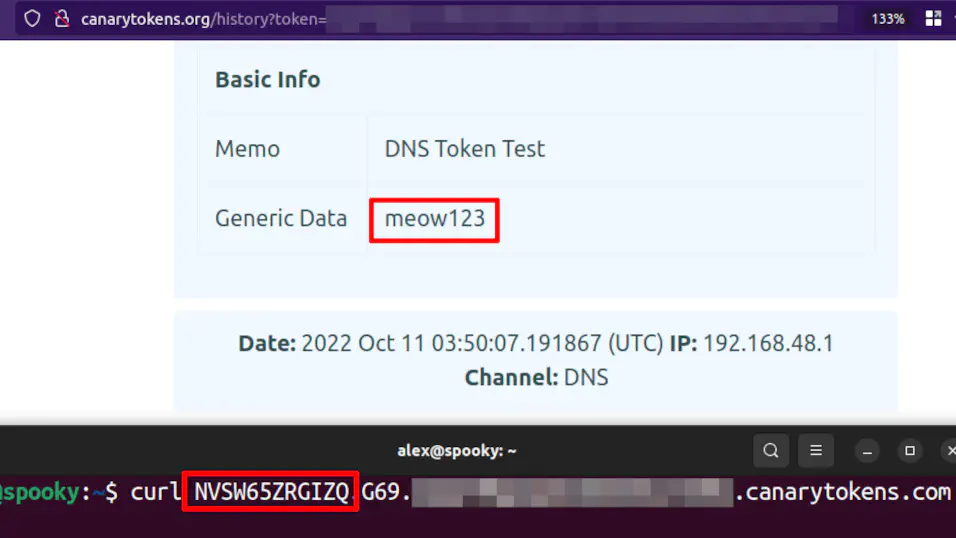 canarytokens.org/history?token=
133%
Basic Info
Memo DNS Token Test
Generic Data meow123
Date: 2022 Oct 11 03:50:07.191867 (UTC) IP: 192.168.48.1
Channel: DNS
alex@spooky: ~
@spooky:~$ curl NVSW65ZRGIZQ.G69. .canarytokens.com